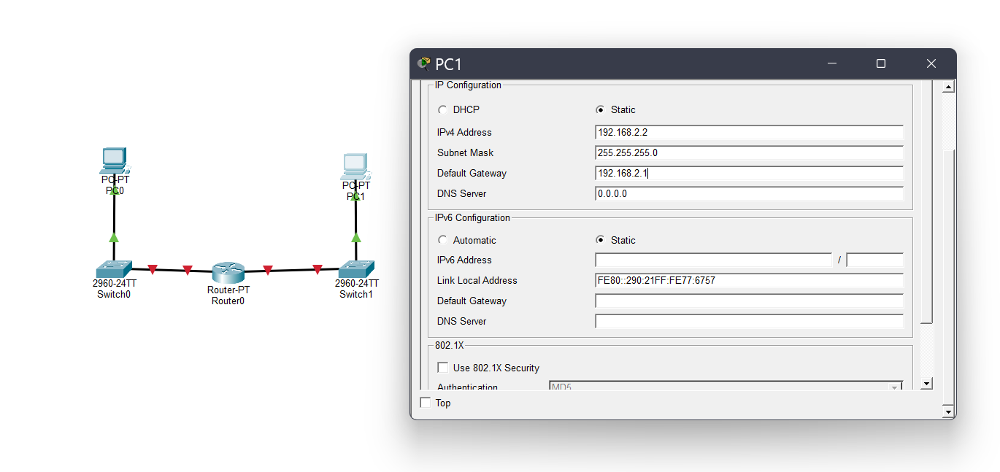 PC-PT
PC0
PC-PT
PC1
2960-24TT
Switch0
Router-PT
Router0
2960-24TT
Switch1
PC1
IP Configuration
DHCP Static
IPv4 Address 192.168.2.2
Subnet Mask 255.255.255.0
Default Gateway 192.168.2.1
DNS Server 0.0.0.0
IPv6 Configuration
Automatic Static
IPv6 Address /
Link Local Address FE80::290:21FF:FE77:6757
Default Gateway
DNS Server
802.1X
Use 802.1X Security
Authentication MD5
Top